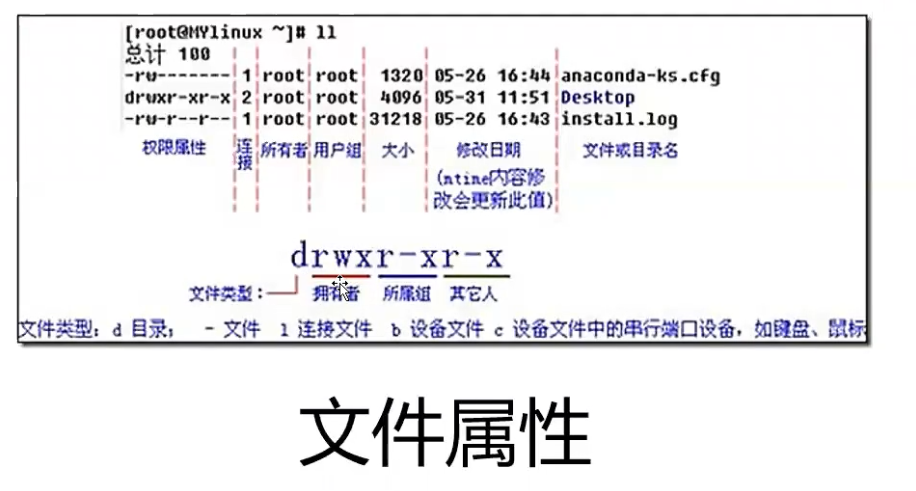 [root@MYlinux ~]# ll
总计 100
-rw------- 1 root root 1320 05-26 16:44 anaconda-ks.cfg
drwxr-xr-x 2 root root 4096 05-31 11:51 Desktop
-rw-r--r-- 1 root root 31218 05-26 16:43 install.log
权限属性 连接 所有者 用户组 大小 修改日期 文件或目录名
(mtime内容修
改会更新此值)
drwxr-xr-x
文件类型: 拥有者 所属组 其它人
文件类型: d 目录; - 文件 l 连接文件 b 设备文件 c 设备文件中的串行端口设备，如键盘、鼠标
文件属性